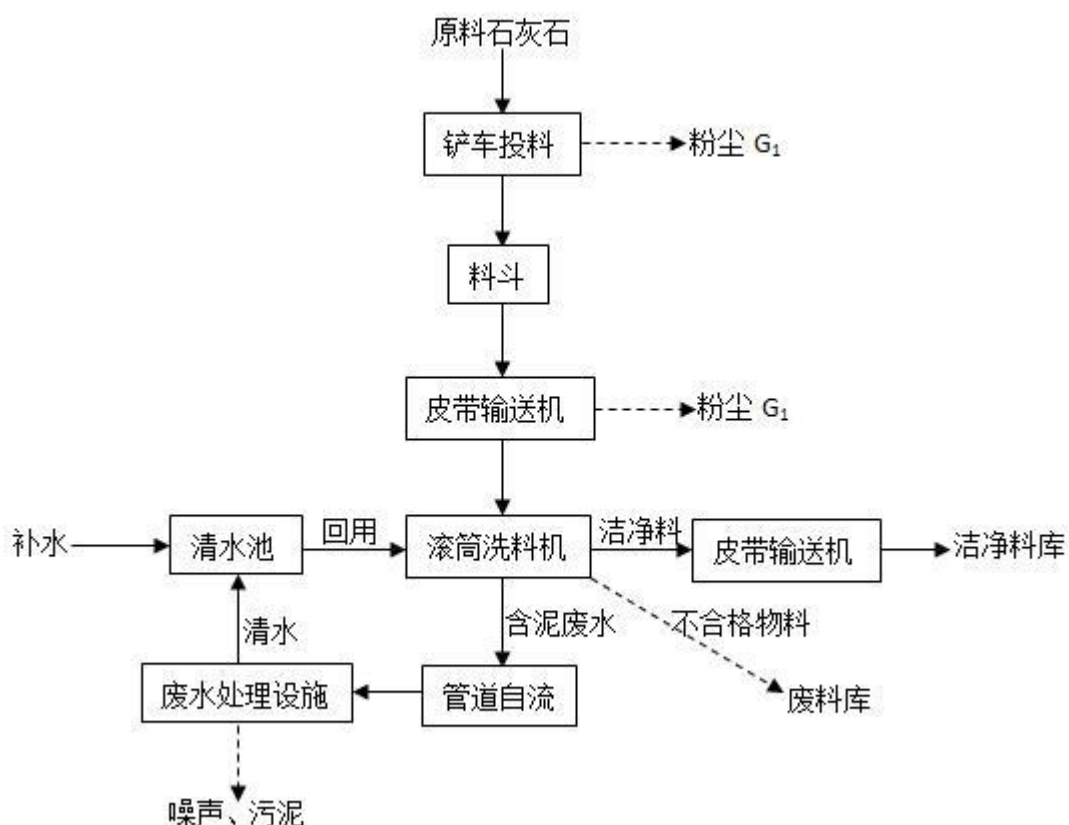 原料石灰石
铲车投料
粉尘 G₁
料斗
皮带输送机
粉尘 G₁
补水
清水池
回用
滚筒洗料机
洁净料
皮带输送机
洁净料库
清水
含泥废水
不合格物料
废水处理设施
管道自流
废料库
噪声、污泥